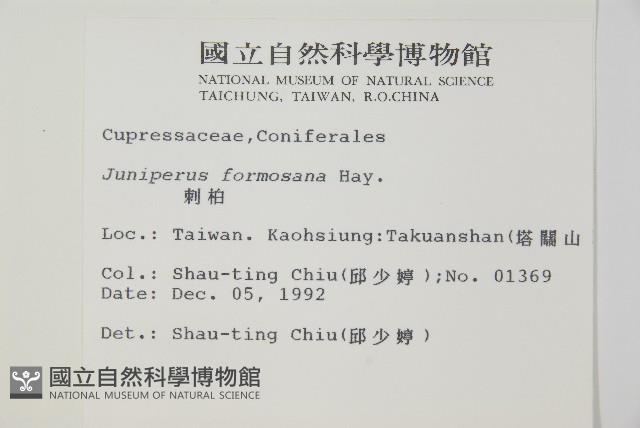 國立自然科學博物館
NATIONAL MUSEUM OF NATURAL SCIENCE
TAICHUNG, TAIWAN, R.O.CHINA
Cupressaceae,Coniferales
Juniperus formosana Hay.
刺柏
Loc.: Taiwan. Kaohsiung:Takuanshan(塔關山
Col.: Shau-ting Chiu(邱少婷);No. 01369
Date: Dec. 05, 1992
Det.: Shau-ting Chiu(邱少婷)
國立自然科學博物館
NATIONAL MUSEUM OF NATURAL SCIENCE